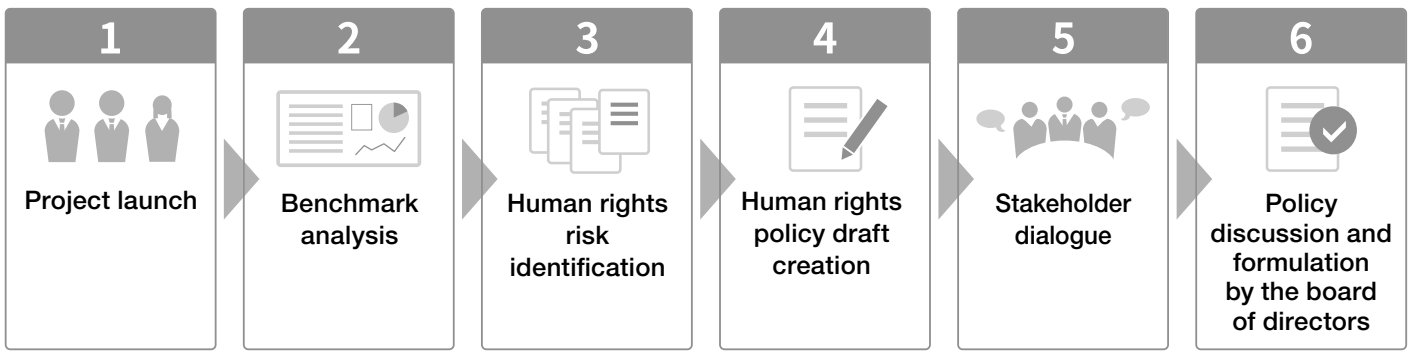 1
Project launch
2
Benchmark
analysis
3
Human rights
risk
identification
4
Human rights
policy draft
creation
5
Stakeholder
dialogue
6
Policy
discussion and
formulation
by the board
of directors